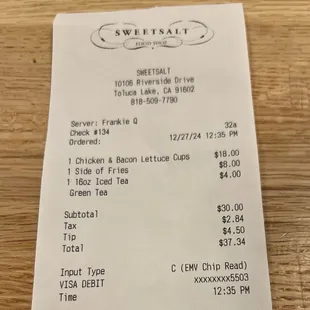 SWEETSALT
FOOD SHOP
SWEETSALT
10106 Riverside Drive
Toluca Lake, CA 91602
818-509-7790
Server: Frankie Q
Check #134 32a
Ordered: 12/27/24 12:35 PM
1 Chicken & Bacon Lettuce Cups $18.00
1 Side of Fries $8.00
1 16oz Iced Tea $4.00
Green Tea
Subtotal $30.00
Tax $2.84
Tip $4.50
Total $37.34
Input Type C (EMV Chip Read)
VISA DEBIT xxxxxxxx5503
Time 12:35 PM